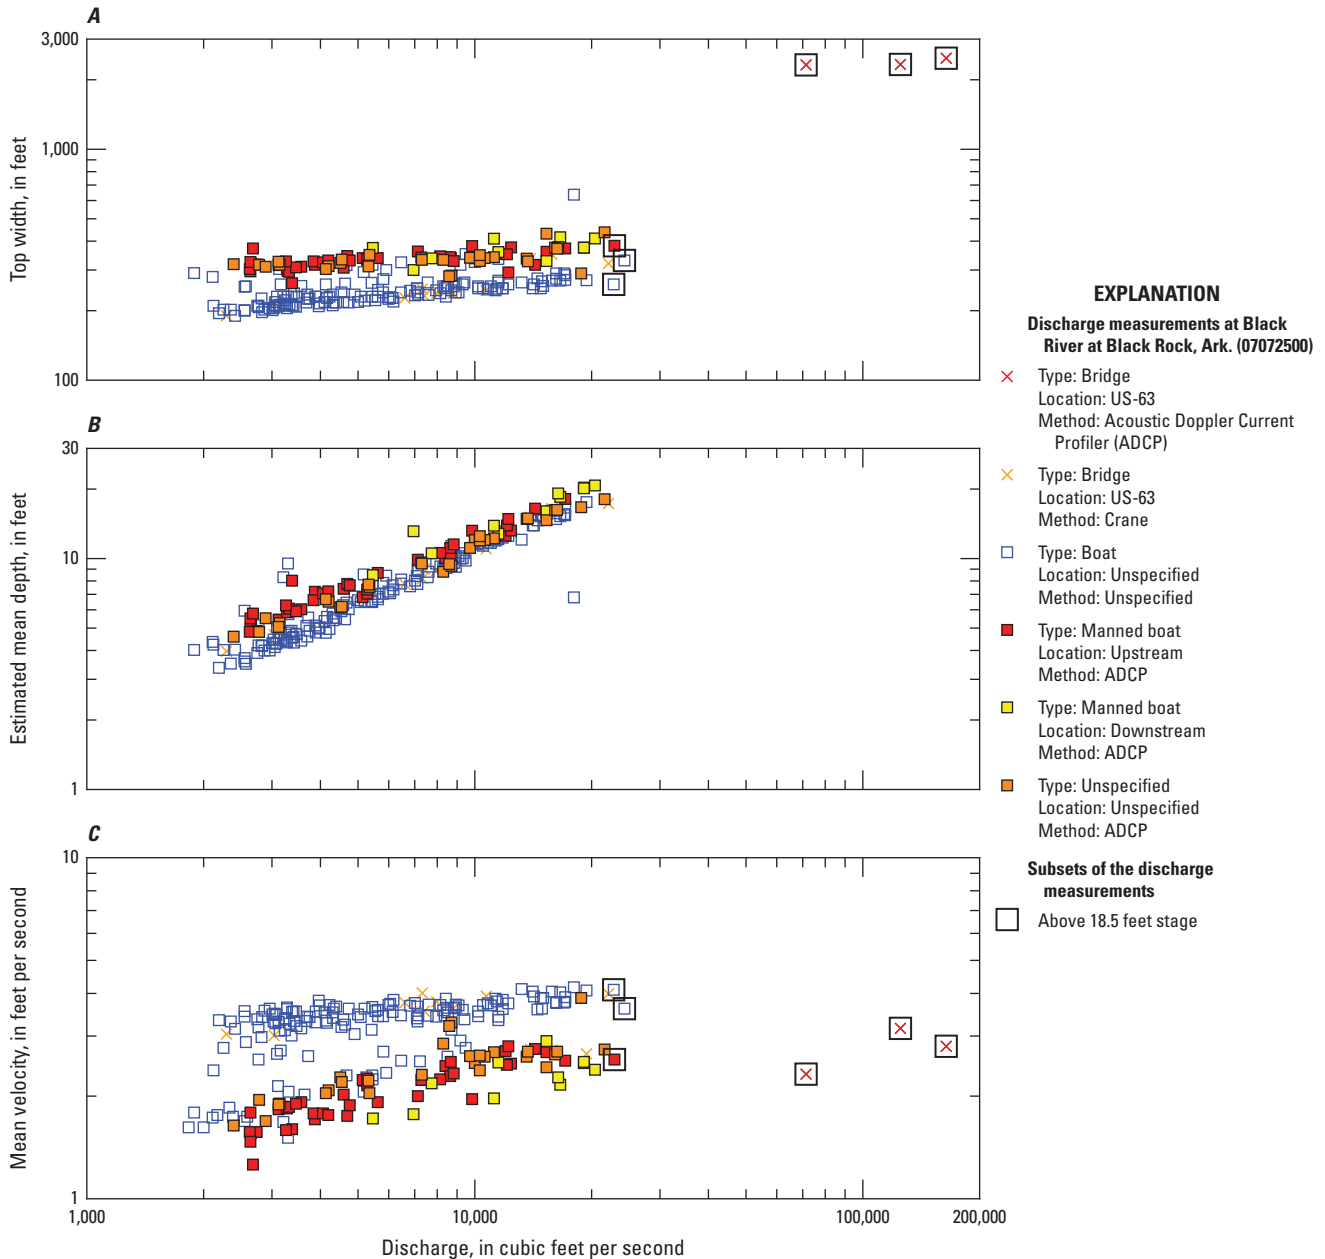 A
3,000
1,000
100
Top width, in feet
B
30
10
1
Estimated mean depth, in feet
C
10
1
Mean velocity, in feet per second
1,000
10,000
100,000
200,000
Discharge, in cubic feet per second
EXPLANATION
Discharge measurements at Black
River at Black Rock, Ark. (07072500)
Type: Bridge
Location: US-63
Method: Acoustic Doppler Current
Profiler (ADCP)
Type: Bridge
Location: US-63
Method: Crane
Type: Boat
Location: Unspecified
Method: Unspecified
Type: Manned boat
Location: Upstream
Method: ADCP
Type: Manned boat
Location: Downstream
Method: ADCP
Type: Unspecified
Location: Unspecified
Method: ADCP
Subsets of the discharge
measurements
Above 18.5 feet stage